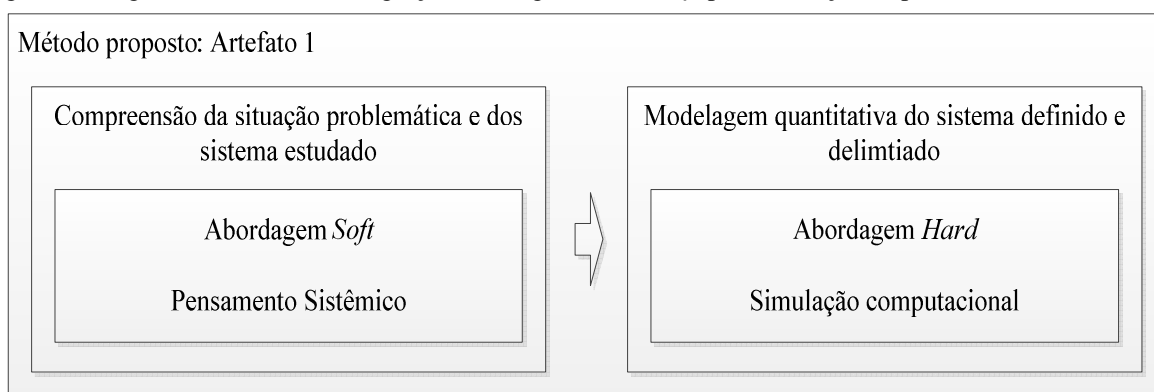 Método proposto: Artefato 1
Compreensão da situação problemática e dos
sistema estudado
Abordagem Soft
Pensamento Sistêmico
Modelagem quantitativa do sistema definido e
delimtiado
Abordagem Hard
Simulação computacional